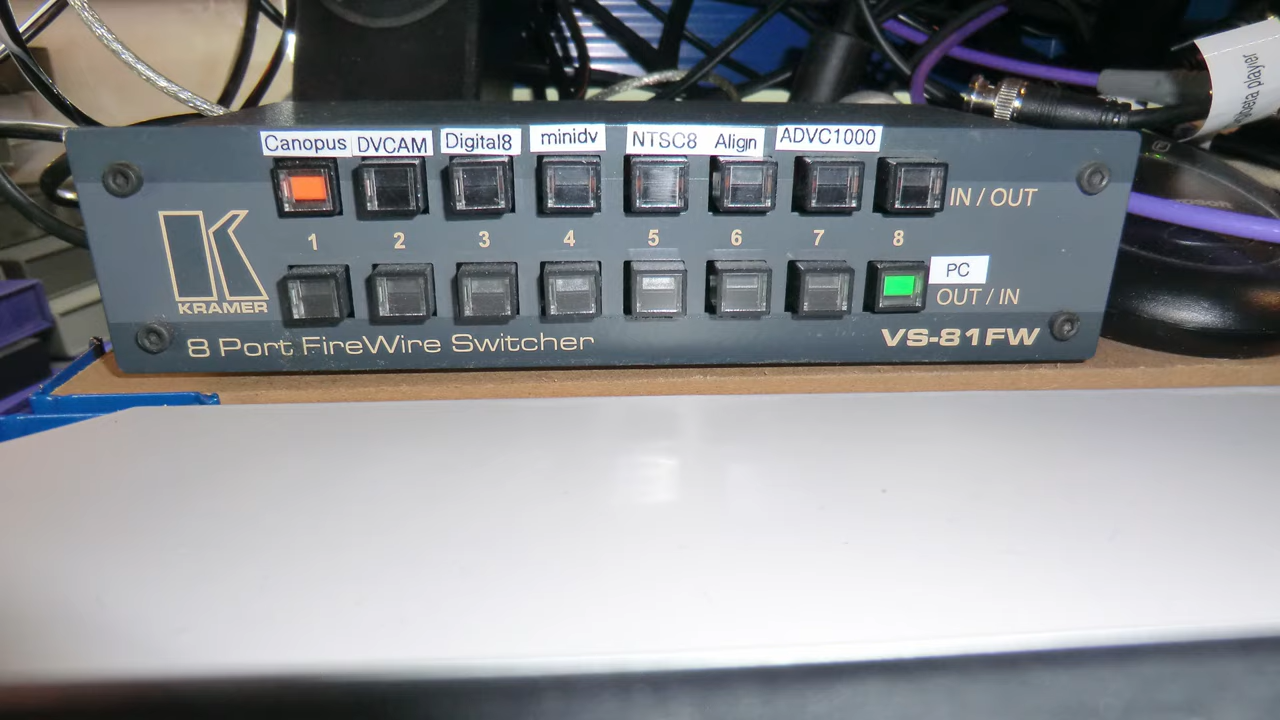 Canopus DVCAM Digital8 minidv NTSC8 Align ADVC1000
IN / OUT
1 2 3 4 5 6 7 8
PC
OUT / IN
K
KRAMER
8 Port FireWire Switcher
VS-81FW
player